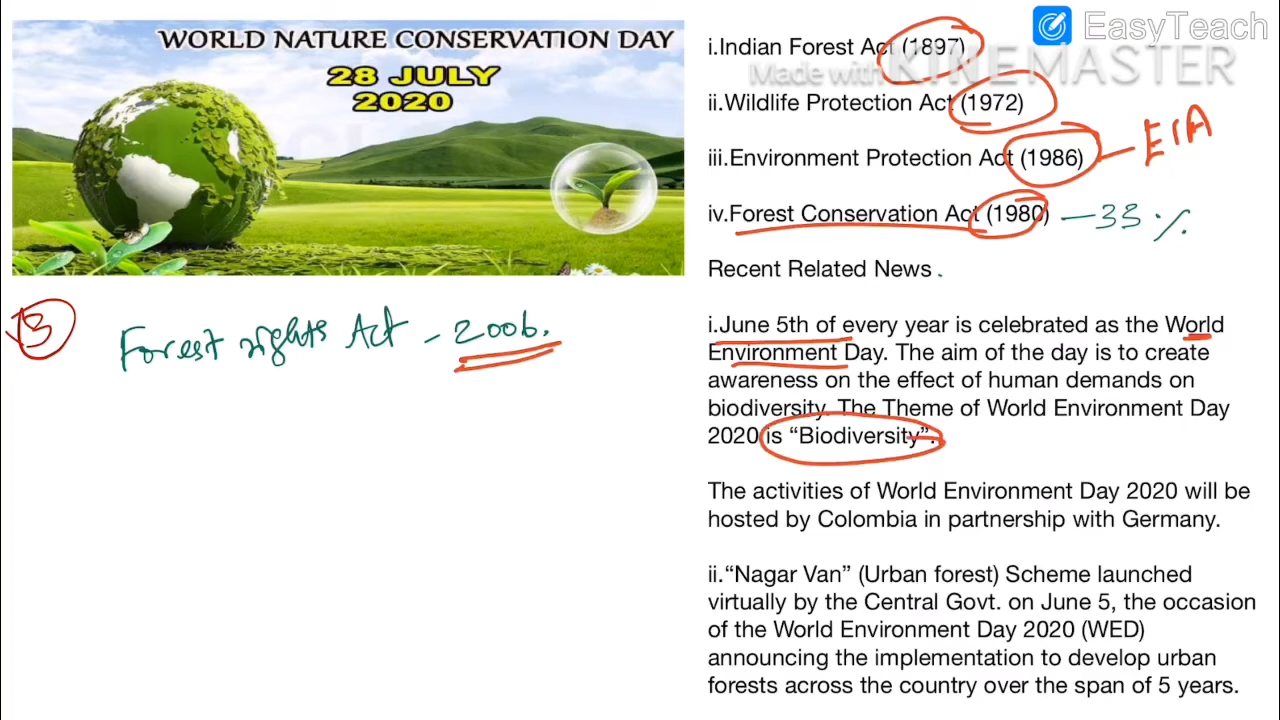 WORLD NATURE CONSERVATION DAY
28 JULY
2020
Forest rights Act - 2006.
EasyTeach
Made with KINEMASTER
i.Indian Forest Act (1897)
ii.Wildlife Protection Act (1972)
iii.Environment Protection Act (1986) - EIA
iv.Forest Conservation Act (1980) - 33 %
Recent Related News .
i.June 5th of every year is celebrated as the World
Environment Day. The aim of the day is to create
awareness on the effect of human demands on
biodiversity. The Theme of World Environment Day
2020 is “Biodiversity”.
The activities of World Environment Day 2020 will be
hosted by Colombia in partnership with Germany.
ii.“Nagar Van” (Urban forest) Scheme launched
virtually by the Central Govt. on June 5, the occasion
of the World Environment Day 2020 (WED)
announcing the implementation to develop urban
forests across the country over the span of 5 years.